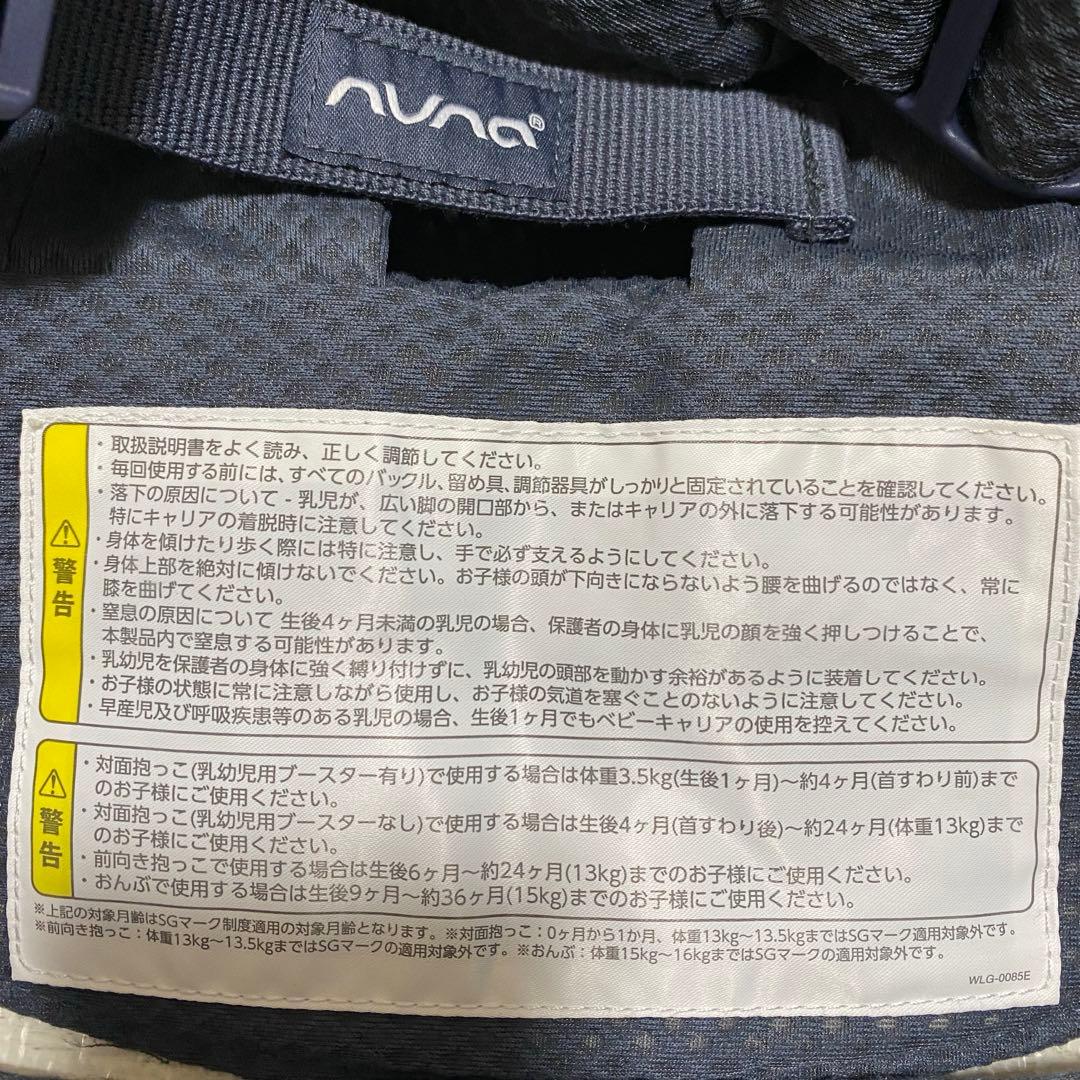 nuna®
・取扱説明書をよく読み、正しく調節してください。
・毎回使用する前には、すべてのバックル、留め具、調節器具がしっかりと固定されていることを確認してください。
・落下の原因について - 乳児が、広い脚の開口部から、またはキャリアの外に落下する可能性があります。
特にキャリアの着脱時に注意してください。
・身体を傾けたり歩く際には特に注意し、手で必ず支えるようにしてください。
・身体上部を絶対に傾けないでください。お子様の頭が下向きにならないよう腰を曲げるのではなく、常に
膝を曲げてください。
・窒息の原因について 生後4ヶ月未満の乳児の場合、保護者の身体に乳児の顔を強く押しつけることで、
本製品内で窒息する可能性があります。
・乳幼児を保護者の身体に強く縛り付けずに、乳幼児の頭部を動かす余裕があるように装着してください。
・お子様の状態に常に注意しながら使用し、お子様の気道を塞ぐことのないように注意してください。
・早産児及び呼吸疾患等のある乳児の場合、生後1ヶ月でもベビーキャリアの使用を控えてください。
警告
・対面抱っこ(乳幼児用ブースター有り)で使用する場合は体重3.5kg(生後1ヶ月)～約4ヶ月(首すわり前)まで
のお子様にご使用ください。
・対面抱っこ(乳幼児用ブースターなし)で使用する場合は生後4ヶ月(首すわり後)～約24ヶ月(体重13kg)まで
のお子様にご使用ください。
・前向き抱っこで使用する場合は生後6ヶ月～約24ヶ月(13kg)までのお子様にご使用ください。
・おんぶで使用する場合は生後9ヶ月～約36ヶ月(15kg)までのお子様にご使用ください。
警告
※上記の対象月齢はSGマーク制度適用の対象月齢となります。※対面抱っこ：0ヶ月から1か月、体重13kg～13.5kgまではSGマーク適用対象外です。
※前向き抱っこ：体重13kg～13.5kgまではSGマークの適用対象外です。※おんぶ：体重15kg～16kgまではSGマークの適用対象外です。
WLG-0085E